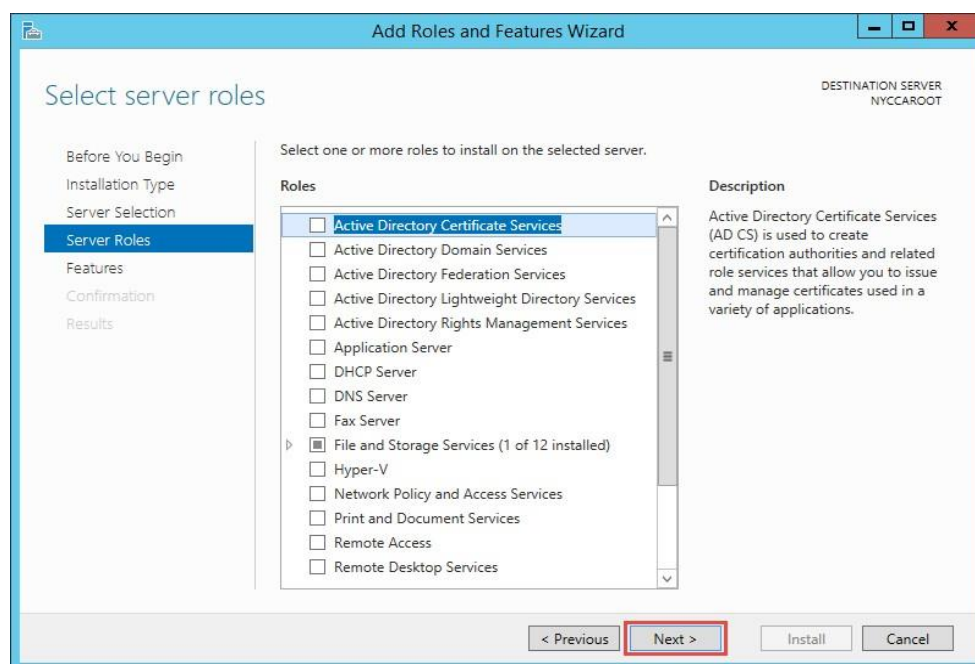 Add Roles and Features Wizard
Select server roles
DESTINATION SERVER
NYCCAROOT
Before You Begin
Installation Type
Server Selection
Server Roles
Features
Confirmation
Results
Select one or more roles to install on the selected server.
Roles
Active Directory Certificate Services
Active Directory Domain Services
Active Directory Federation Services
Active Directory Lightweight Directory Services
Active Directory Rights Management Services
Application Server
DHCP Server
DNS Server
Fax Server
File and Storage Services (1 of 12 installed)
Hyper-V
Network Policy and Access Services
Print and Document Services
Remote Access
Remote Desktop Services
Description
Active Directory Certificate Services
(AD CS) is used to create
certification authorities and related
role services that allow you to issue
and manage certificates used in a
variety of applications.
< Previous
Next >
Install
Cancel